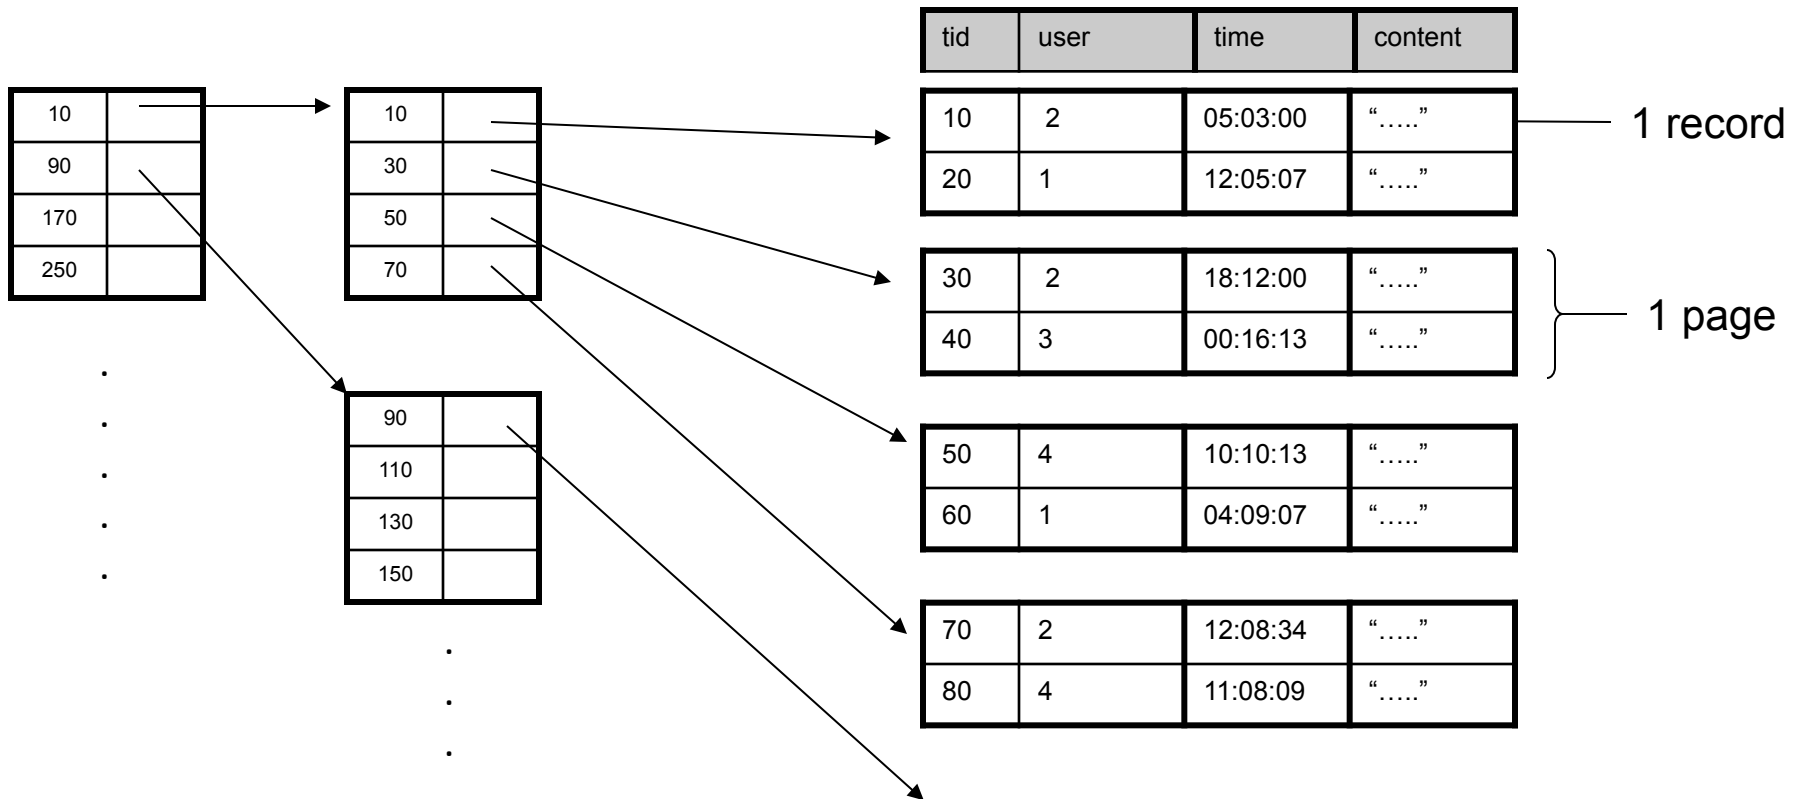 tid user time content
10
90
170
250
10
30
50
70
90
110
130
150
10 2 05:03:00 “…..”
20 1 12:05:07 “…..”
30 2 18:12:00 “…..”
40 3 00:16:13 “…..”
50 4 10:10:13 “…..”
60 1 04:09:07 “…..”
70 2 12:08:34 “…..”
80 4 11:08:09 “…..”
1 record
1 page